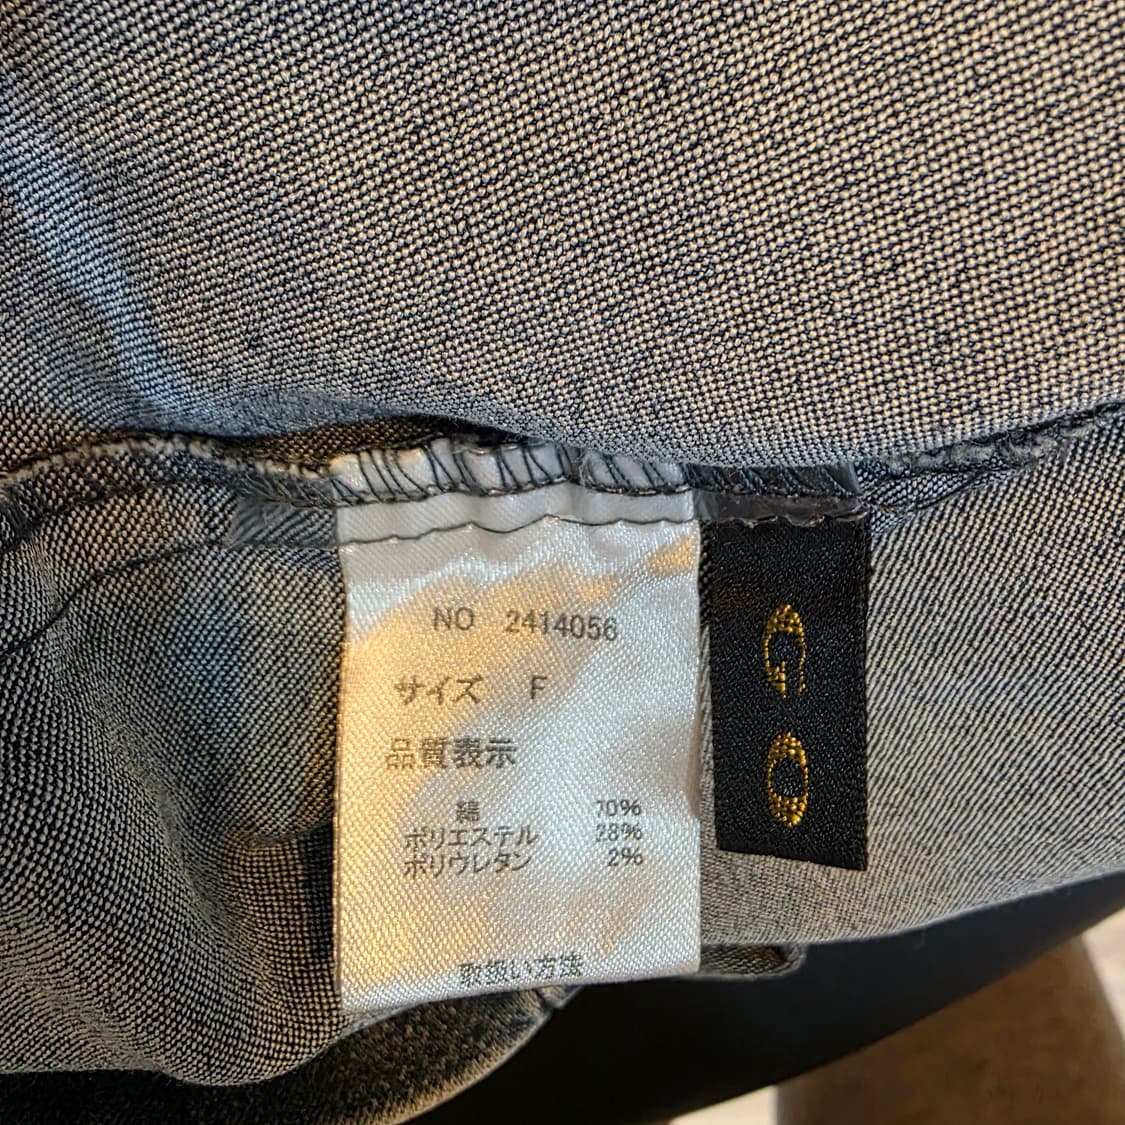 NO 2414056
サイズ F
品質表示
綿 70%
ポリエステル 28%
ポリウレタン 2%
取扱い方法
G O